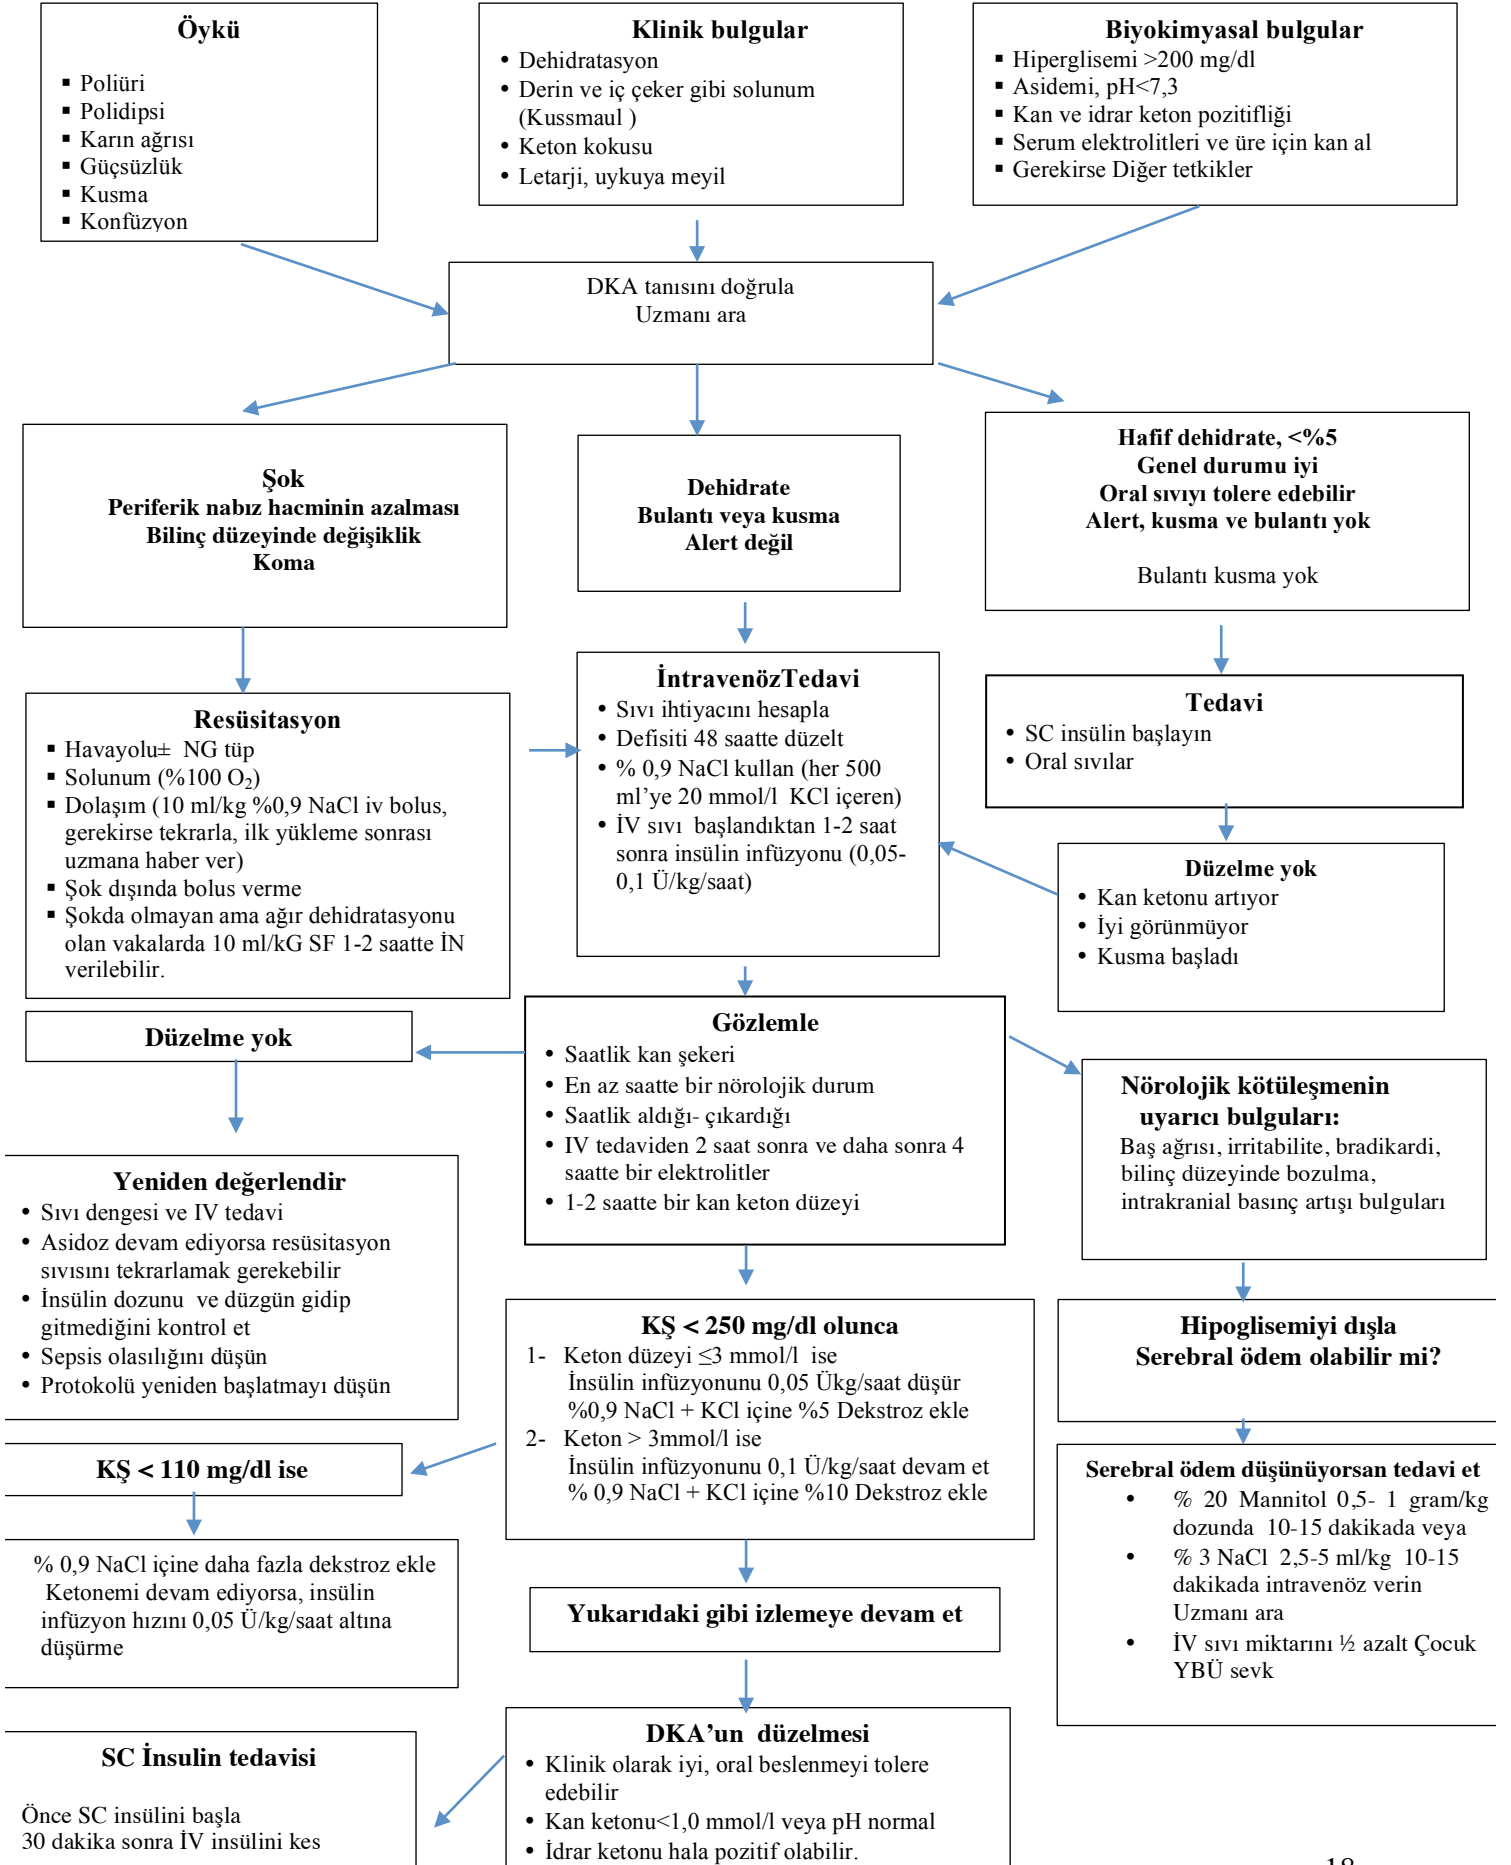 Öykü
▪ Poliüri
▪ Polidipsi
▪ Karın ağrısı
▪ Güçsüzlük
▪ Kusma
▪ Konfüzyon
Klinik bulgular
• Dehidratasyon
• Derin ve iç çeker gibi solunum
(Kussmaul )
• Keton kokusu
• Letarji, uykuya meyil
Biyokimyasal bulgular
▪ Hiperglisemi >200 mg/dl
▪ Asidemi, pH<7,3
▪ Kan ve idrar keton pozitifliği
▪ Serum elektrolitleri ve üre için kan al
▪ Gerekirse Diğer tetkikler
DKA tanısını doğrula
Uzmanı ara
Şok
Periferik nabız hacminin azalması
Bilinç düzeyinde değişiklik
Koma
Dehidrate
Bulantı veya kusma
Alert değil
Hafif dehidrate, <%5
Genel durumu iyi
Oral sıvıyı tolere edebilir
Alert, kusma ve bulantı yok
Bulantı kusma yok
Resüsitasyon
▪ Havayolu± NG tüp
▪ Solunum (%100 O₂)
▪ Dolaşım (10 ml/kg %0,9 NaCl iv bolus,
gerekirse tekrarla, ilk yükleme sonrası
uzmana haber ver)
▪ Şok dışında bolus verme
▪ Şokda olmayan ama ağır dehidratasyonu
olan vakalarda 10 ml/kG SF 1-2 saatte İN
verilebilir.
İntravenözTedavi
• Sıvı ihtiyacını hesapla
• Defisiti 48 saatte düzelt
• % 0,9 NaCl kullan (her 500
ml’ye 20 mmol/l KCl içeren)
• İV sıvı başlandıktan 1-2 saat
sonra insülin infüzyonu (0,05-
0,1 Ü/kg/saat)
Tedavi
• SC insülin başlayın
• Oral sıvılar
Düzelme yok
• Kan ketonu artıyor
• İyi görünmüyor
• Kusma başladı
Düzelme yok
Gözlemle
• Saatlik kan şekeri
• En az saatte bir nörolojik durum
• Saatlik aldığı- çıkardığı
• IV tedaviden 2 saat sonra ve daha sonra 4
saatte bir elektrolitler
• 1-2 saatte bir kan keton düzeyi
Nörolojik kötüleşmenin
uyarıcı bulguları:
Baş ağrısı, irritabilite, bradikardi,
bilinç düzeyinde bozulma,
intrakranial basınç artışı bulguları
Yeniden değerlendir
• Sıvı dengesi ve IV tedavi
• Asidoz devam ediyorsa resüsitasyon
sıvısını tekrarlamak gerekebilir
• İnsülin dozunu ve düzgün gidip
gitmediğini kontrol et
• Sepsis olasılığını düşün
• Protokolü yeniden başlatmayı düşün
KŞ < 250 mg/dl olunca
1- Keton düzeyi ≤3 mmol/l ise
İnsülin infüzyonunu 0,05 Ükg/saat düşür
%0,9 NaCl + KCl içine %5 Dekstroz ekle
2- Keton > 3mmol/l ise
İnsülin infüzyonunu 0,1 Ü/kg/saat devam et
% 0,9 NaCl + KCl içine %10 Dekstroz ekle
Hipoglisemiyi dışla
Serebral ödem olabilir mi?
KŞ < 110 mg/dl ise
% 0,9 NaCl içine daha fazla dekstroz ekle
Ketonemi devam ediyorsa, insülin
infüzyon hızını 0,05 Ü/kg/saat altına
düşürme
Yukarıdaki gibi izlemeye devam et
Serebral ödem düşünüyorsan tedavi et
• % 20 Mannitol 0,5- 1 gram/kg
dozunda 10-15 dakikada veya
• % 3 NaCl 2,5-5 ml/kg 10-15
dakikada intravenöz verin
Uzmanı ara
• İV sıvı miktarını ½ azalt Çocuk
YBÜ sevk
SC İnsulin tedavisi
Önce SC insülini başla
30 dakika sonra İV insülini kes
DKA’un düzelmesi
• Klinik olarak iyi, oral beslenmeyi tolere
edebilir
• Kan ketonu<1,0 mmol/l veya pH normal
• İdrar ketonu hala pozitif olabilir.